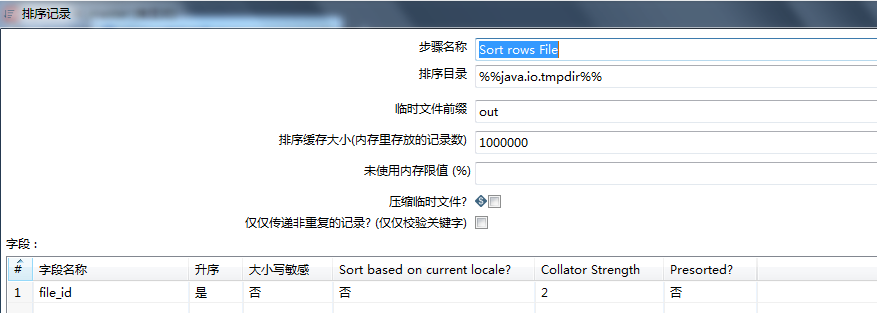 排序记录
步骤名称 Sort rows File
排序目录 %%java.io.tmpdir%%
临时文件前缀 out
排序缓存大小(内存里存放的记录数) 1000000
未使用内存限值 (%)
压缩临时文件?
仅仅传递非重复的记录? (仅仅校验关键字)
字段：
# 字段名称 升序 大小写敏感 Sort based on current locale? Collator Strength Presorted?
1 file_id 是 否 否 2 否